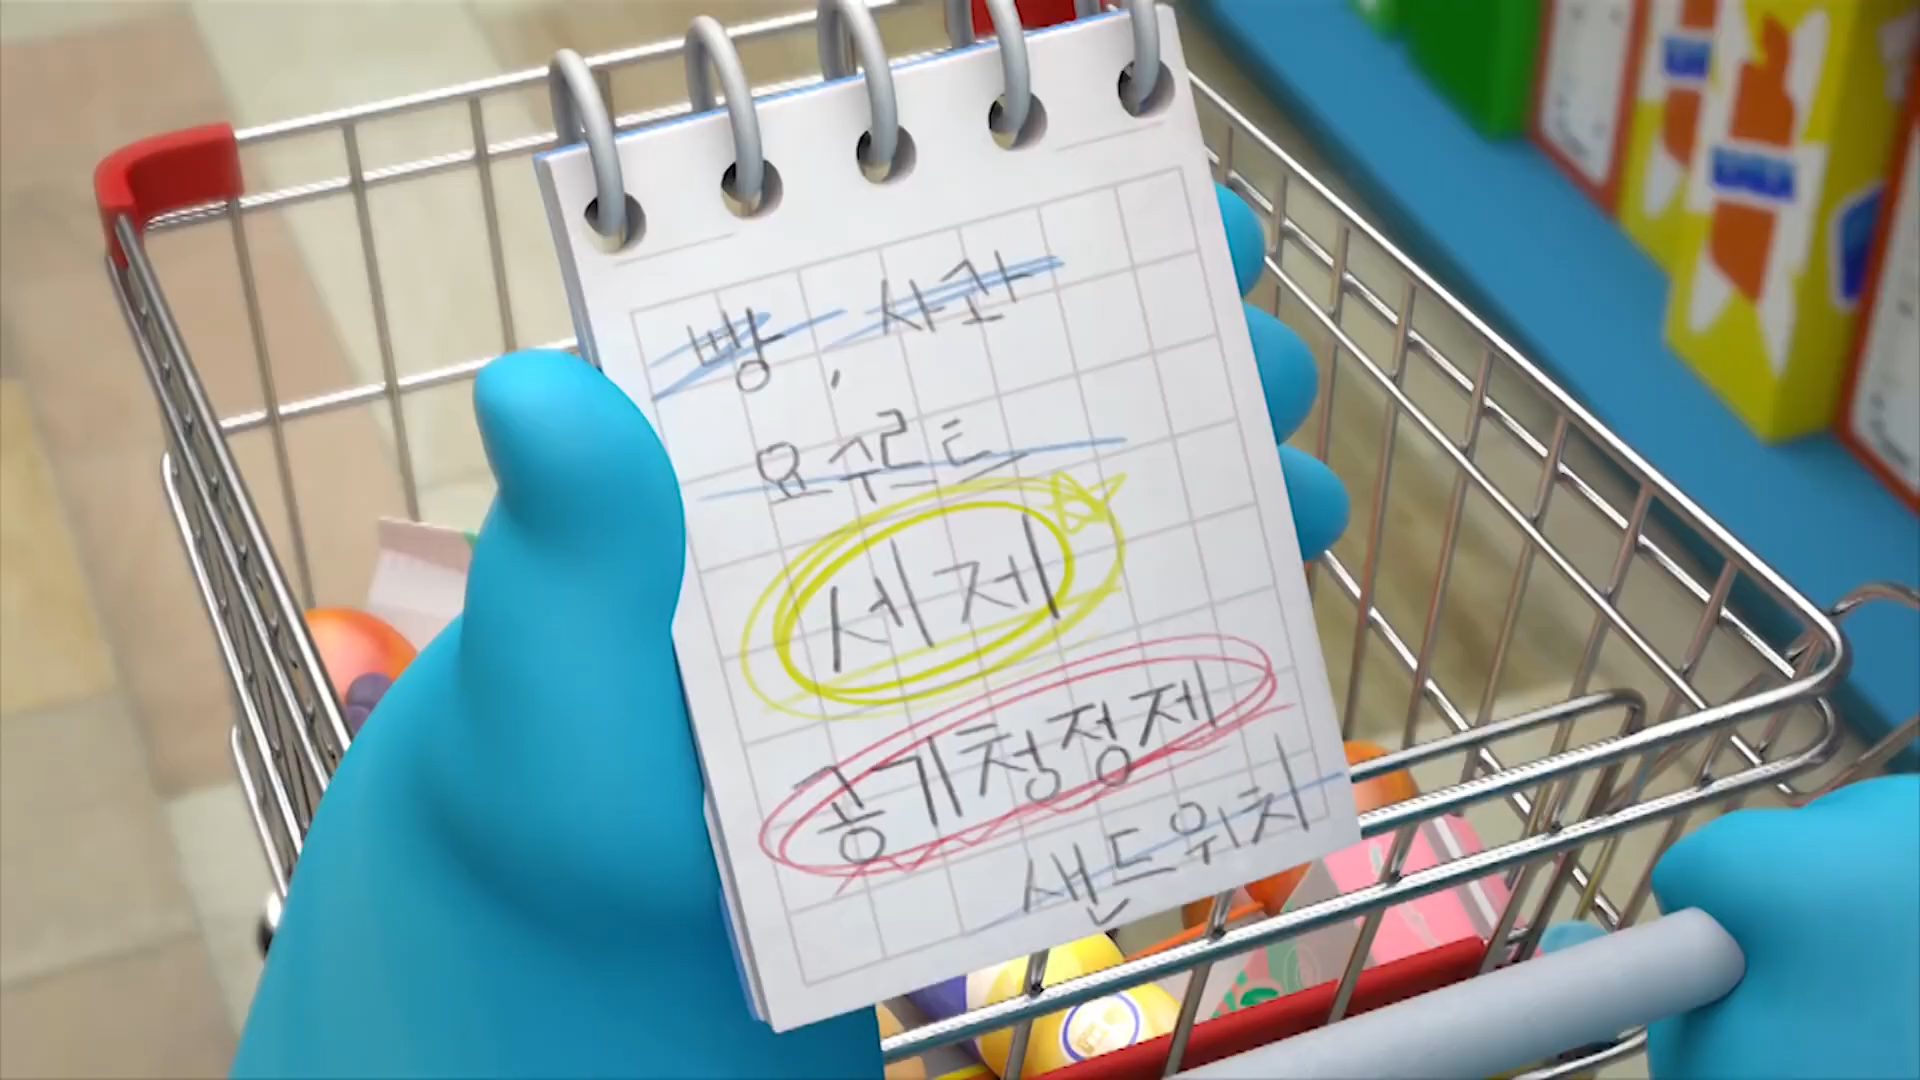 빵, 사과
요구르트
세제
공기청정제
샌드위치